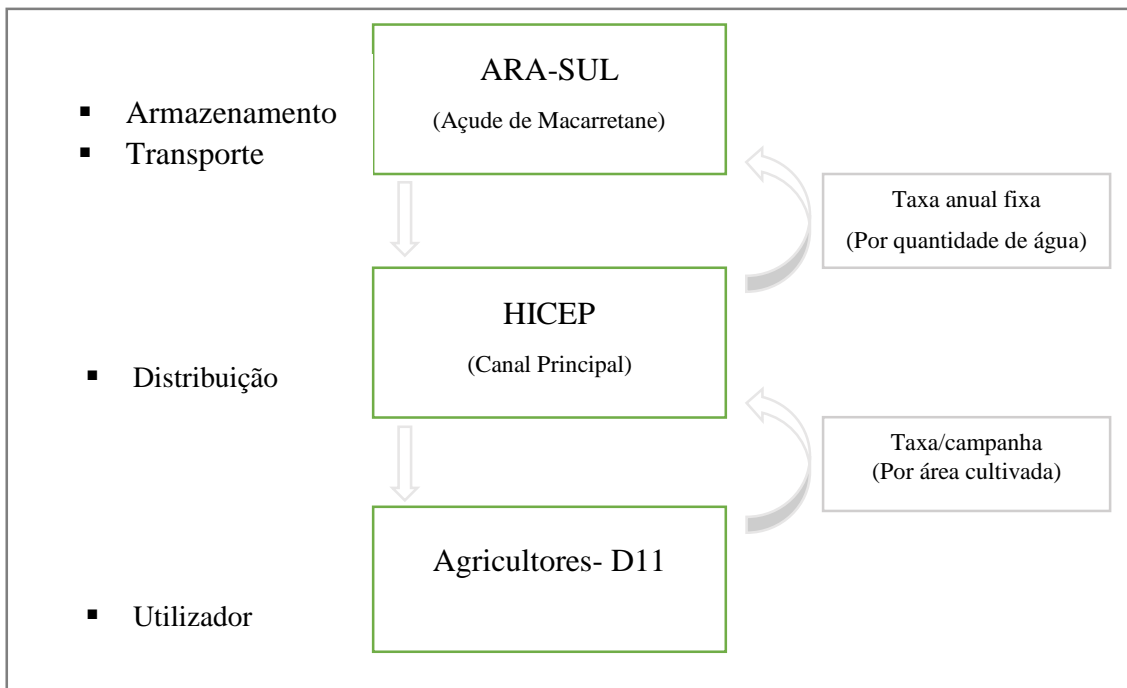 ARA-SUL
(Açude de Macarretane)
▪ Armazenamento
▪ Transporte
Taxa anual fixa
(Por quantidade de água)
HICEP
(Canal Principal)
▪ Distribuição
Taxa/campanha
(Por área cultivada)
Agricultores- D11
▪ Utilizador